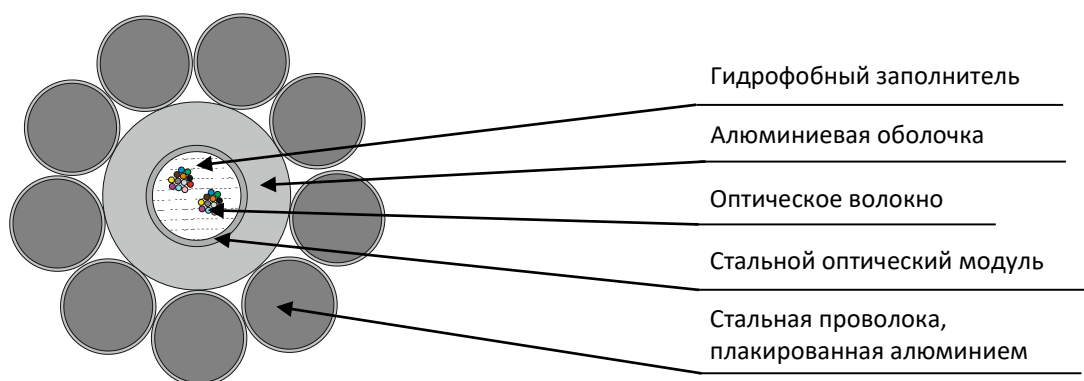 Гидрофобный заполнитель
Алюминиевая оболочка
Оптическое волокно
Стальной оптический модуль
Стальная проволока,
плакированная алюминием